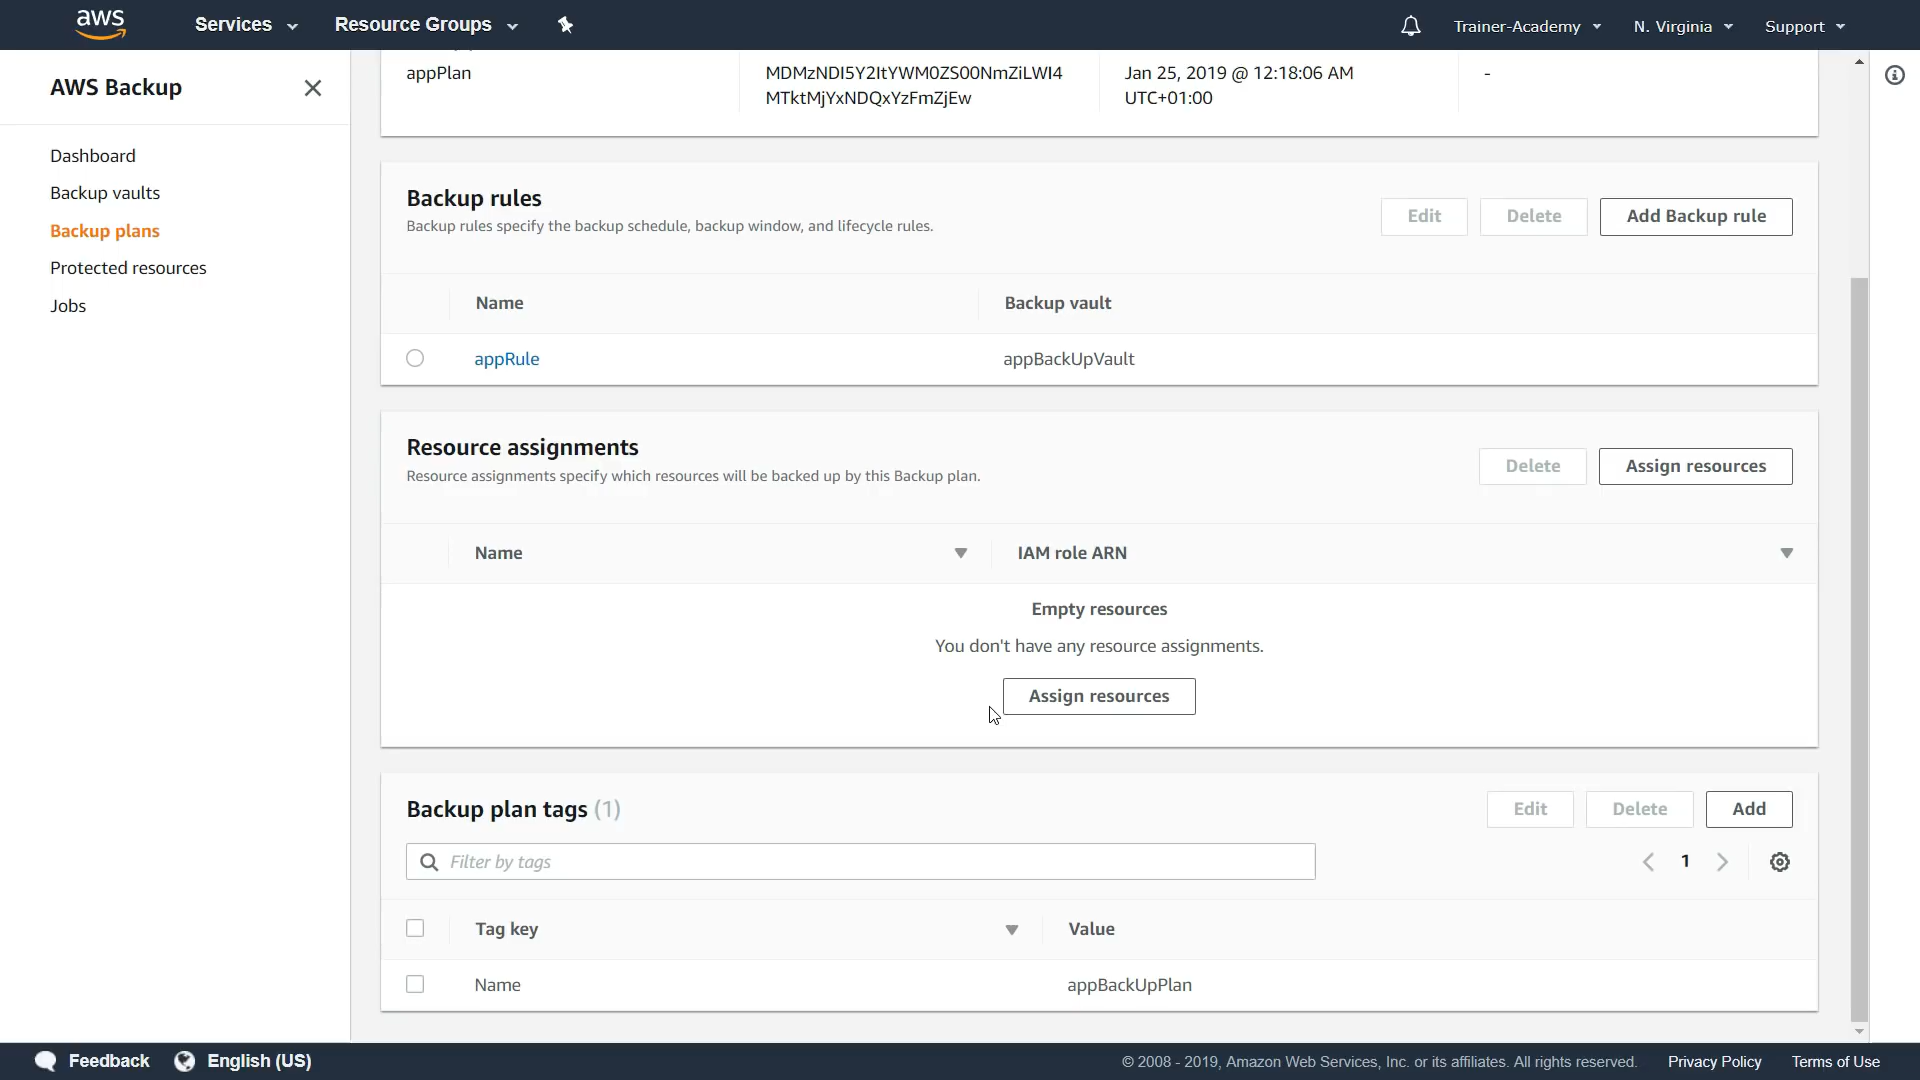 aws
Services
Resource Groups
Trainer-Academy
N. Virginia
Support
AWS Backup
Dashboard
Backup vaults
Backup plans
Protected resources
Jobs
appPlan
MDMzNDI5Y2ItYWM0ZS00NmZiLWI4
MTktMjYxNDQxYzFmZjEw
Jan 25, 2019 @ 12:18:06 AM
UTC+01:00
-
Backup rules
Backup rules specify the backup schedule, backup window, and lifecycle rules.
Edit
Delete
Add Backup rule
Name
Backup vault
appRule
appBackUpVault
Resource assignments
Resource assignments specify which resources will be backed up by this Backup plan.
Delete
Assign resources
Name
IAM role ARN
Empty resources
You don't have any resource assignments.
Assign resources
Backup plan tags (1)
Edit
Delete
Add
Filter by tags
1
Tag key
Value
Name
appBackUpPlan
Feedback
English (US)
© 2008 - 2019, Amazon Web Services, Inc. or its affiliates. All rights reserved.
Privacy Policy
Terms of Use